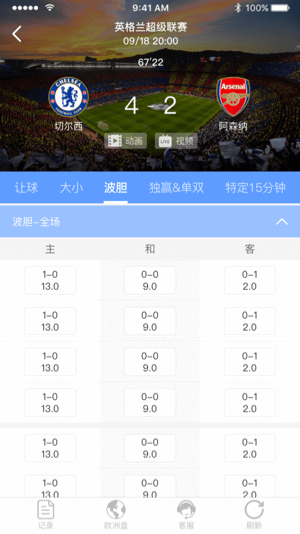 9:41 AM 100%
英格兰超级联赛
09/18 20:00
67'22
CHELSEA Arsenal
4 - 2
切尔西 阿森纳
动画 LIVE 视频
让球 大小 波胆 独赢&单双 特定15分钟
波胆-全场
主 和 客
1-0 0-0 0-1
13.0 9.0 2.0
1-0 0-0 0-1
13.0 9.0 2.0
1-0 0-0 0-1
13.0 9.0 2.0
1-0 0-0 0-1
13.0 9.0 2.0
1-0 0-0 0-1
13.0 9.0 2.0
1-0 0-0 0-1
13.0 9.0 2.0
记录 欧洲盘 客服 刷新